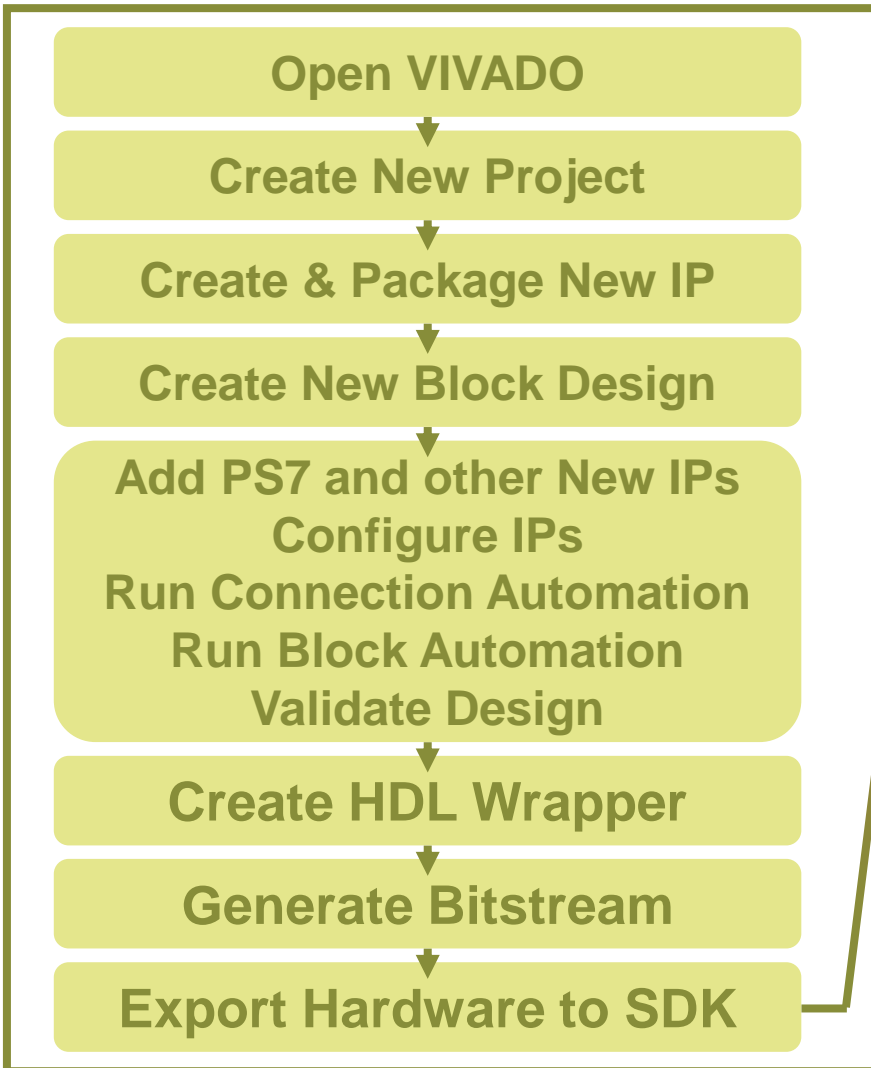 Open VIVADO
Create New Project
Create & Package New IP
Create New Block Design
Add PS7 and other New IPs
Configure IPs
Run Connection Automation
Run Block Automation
Validate Design
Create HDL Wrapper
Generate Bitstream
Export Hardware to SDK